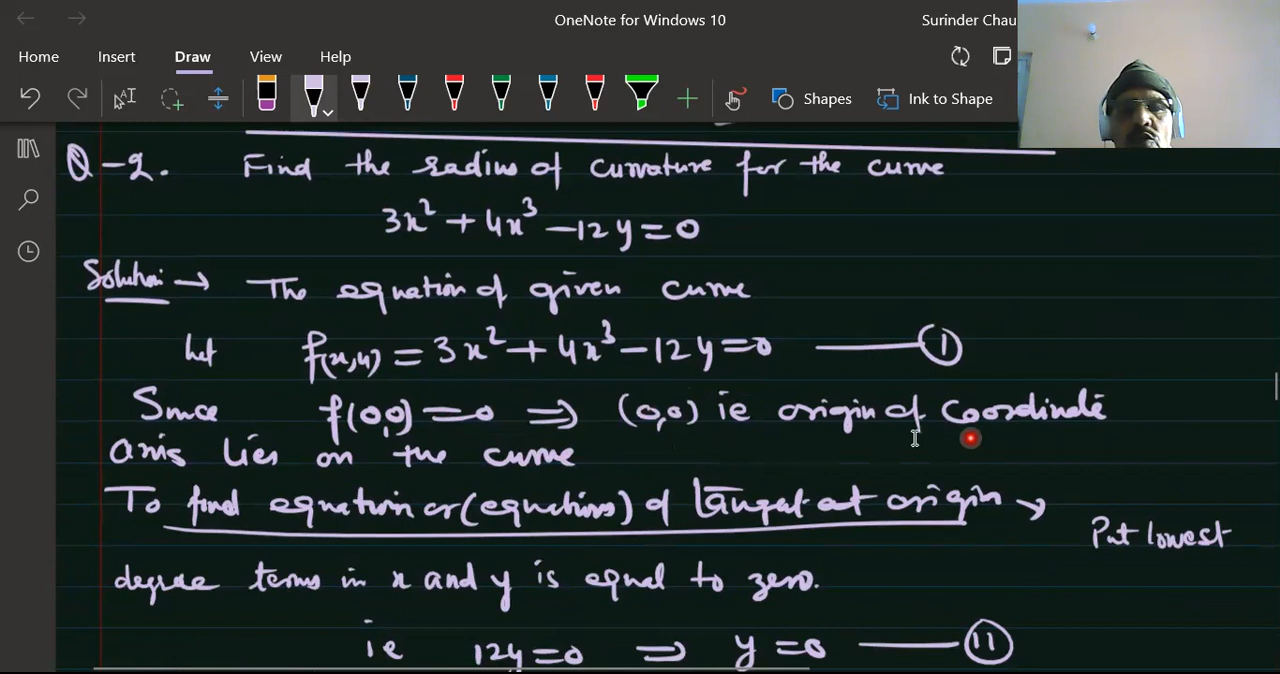 OneNote for Windows 10
Surinder Chau
Home Insert Draw View Help
Shapes Ink to Shape
Q-2. Find the radius of curvature for the curve
3x² + 4x³ - 12y = 0
Solution → The equation of given curve
let f(x,y) = 3x² + 4x³ - 12y = 0 —— ①
Since f(0,0) = 0 ⇒ (0,0) ie origin of coordinate
axis lies on the curve
To find equation or (equations) of tangent at origin →
Put lowest
degree terms in x and y is equal to zero.
ie 12y = 0 ⇒ y = 0 —— ⑪